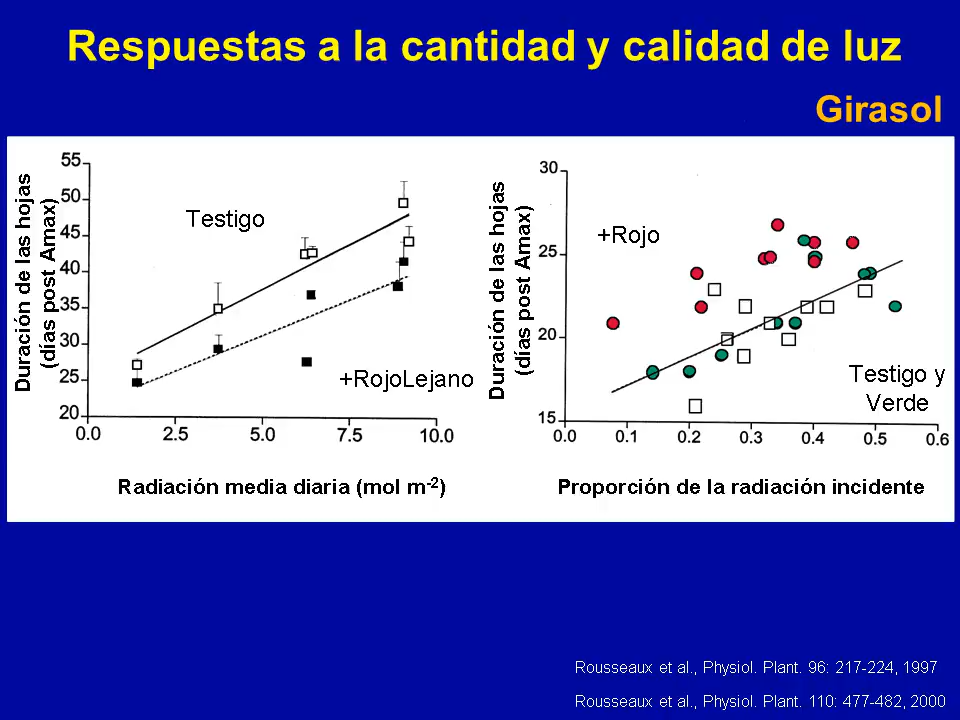 Respuestas a la cantidad y calidad de luz
Girasol
Duración de las hojas
(días post Amax)
55
50
45
40
35
30
25
20
Testigo
+RojoLejano
0.0
2.5
5.0
7.5
10.0
Radiación media diaria (mol m-2)
Duración de las hojas
(días post Amax)
30
25
20
15
+Rojo
Testigo y
Verde
0.0
0.1
0.2
0.3
0.4
0.5
0.6
Proporción de la radiación incidente
Rousseaux et al., Physiol. Plant. 96: 217-224, 1997
Rousseaux et al., Physiol. Plant. 110: 477-482, 2000